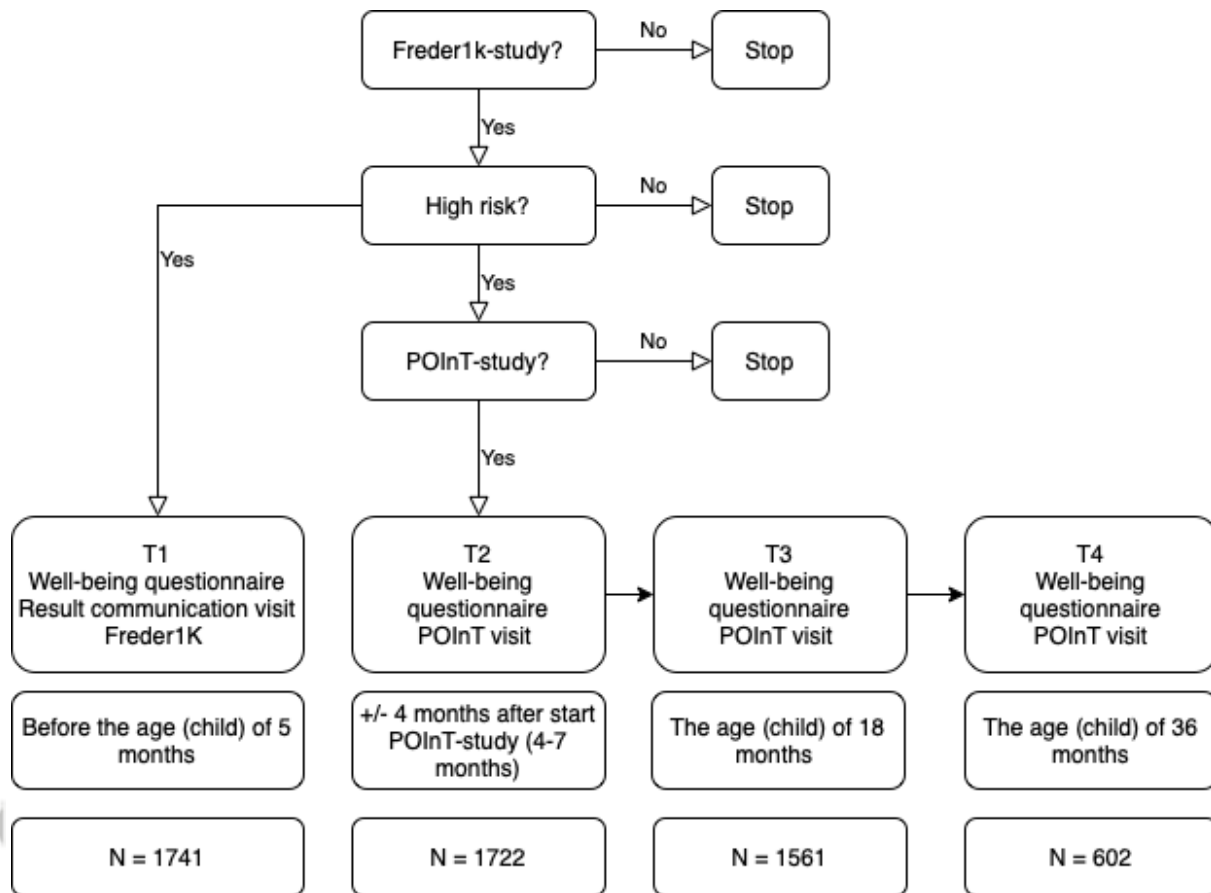 Freder1k-study?
No
Stop
Yes
High risk?
No
Stop
Yes
Yes
POInT-study?
No
Stop
Yes
T1
Well-being questionnaire
Result communication visit
Freder1K
T2
Well-being
questionnaire
POInT visit
T3
Well-being
questionnaire
POInT visit
T4
Well-being
questionnaire
POInT visit
Before the age (child) of 5
months
+/- 4 months after start
POInT-study (4-7
months)
The age (child) of 18
months
The age (child) of 36
months
N = 1741
N = 1722
N = 1561
N = 602